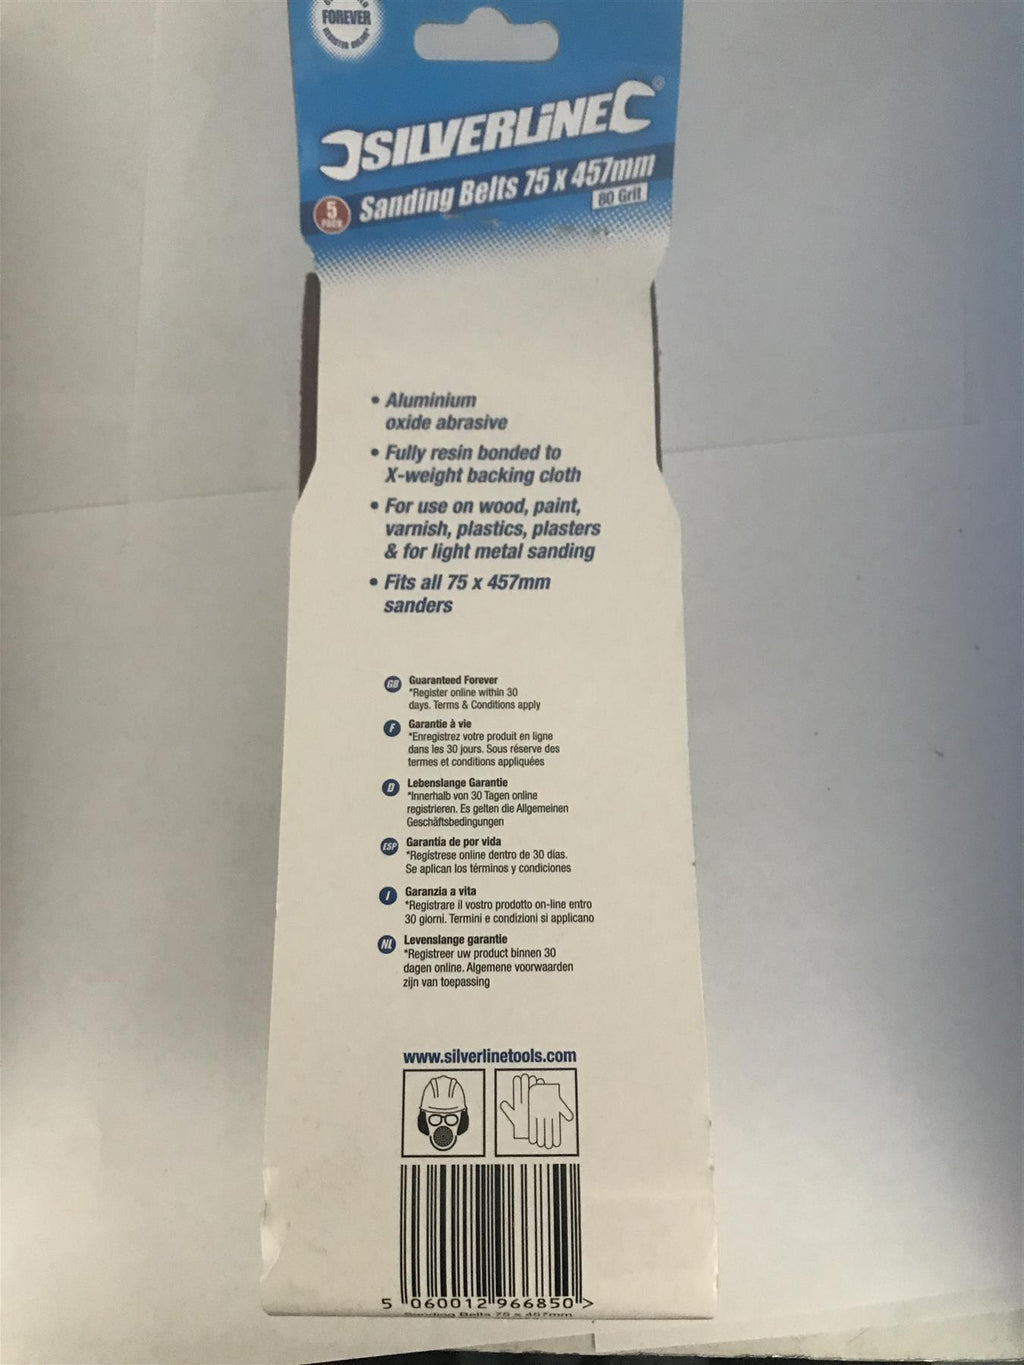 FOREVER
SILVERLINE®
Sanding Belts 75 x 457mm
5
PACK
80 Grit
• Aluminium
oxide abrasive
• Fully resin bonded to
X-weight backing cloth
• For use on wood, paint,
varnish, plastics, plasters
& for light metal sanding
• Fits all 75 x 457mm
sanders
GB Guaranteed Forever
*Register online within 30
days. Terms & Conditions apply
F Garantie à vie
*Enregistrez votre produit en ligne
dans les 30 jours. Sous réserve des
termes et conditions appliquées
D Lebenslange Garantie
*Innerhalb von 30 Tagen online
registrieren. Es gelten die Allgemeinen
Geschäftsbedingungen
ESP Garantía de por vida
*Regístrese online dentro de 30 días.
Se aplican los términos y condiciones
I Garanzia a vita
*Registrare il vostro prodotto on-line entro
30 giorni. Termini e condizioni si applicano
NL Levenslange garantie
*Registreer uw product binnen 30
dagen online. Algemene voorwaarden
zijn van toepassing
www.silverlinetools.com
5 060012 966850 >
Sanding Belts 75 x 457mm